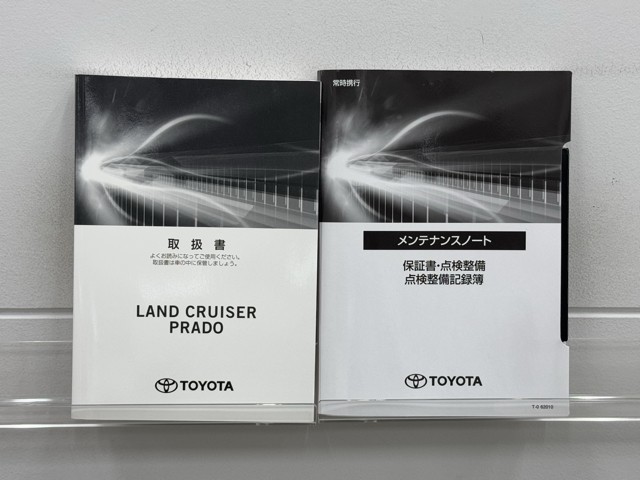 取扱書
よくお読みになってご使用ください。
取扱書は車の中に保管しましょう。
LAND CRUISER
PRADO
TOYOTA
常時携行
メンテナンスノート
保証書・点検整備
点検整備記録簿
TOYOTA